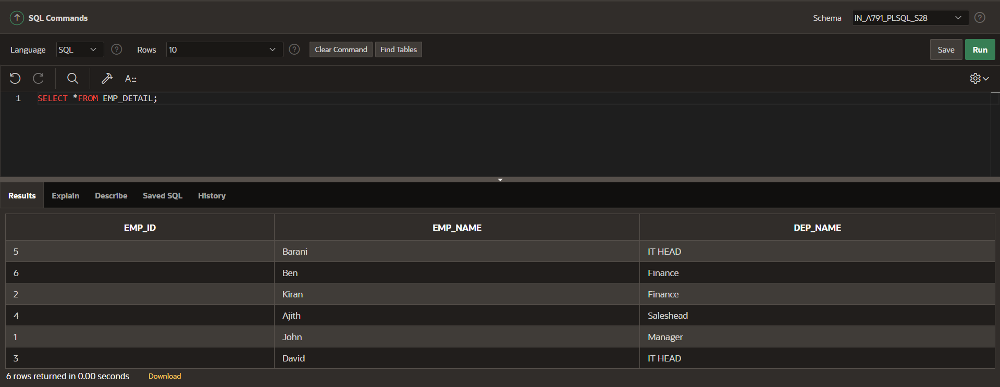 SQL Commands Schema IN_A791_PLSQL_S28 ?
Language SQL ? Rows 10 ? Clear Command Find Tables Save Run
A::
1 SELECT *FROM EMP_DETAIL;
Results Explain Describe Saved SQL History
EMP_ID EMP_NAME DEP_NAME
5 Barani IT HEAD
6 Ben Finance
2 Kiran Finance
4 Ajith Saleshead
1 John Manager
3 David IT HEAD
6 rows returned in 0.00 seconds Download